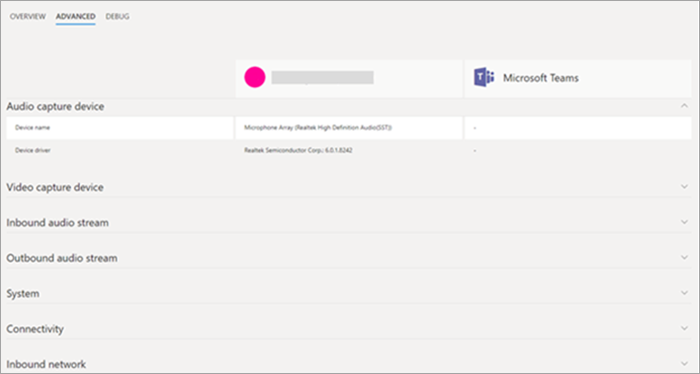 OVERVIEW ADVANCED DEBUG
Microsoft Teams
Audio capture device
Device name Microphone Array (Realtek High Definition Audio(SST)) -
Device driver Realtek Semiconductor Corp.: 6.0.1.8242 -
Video capture device
Inbound audio stream
Outbound audio stream
System
Connectivity
Inbound network